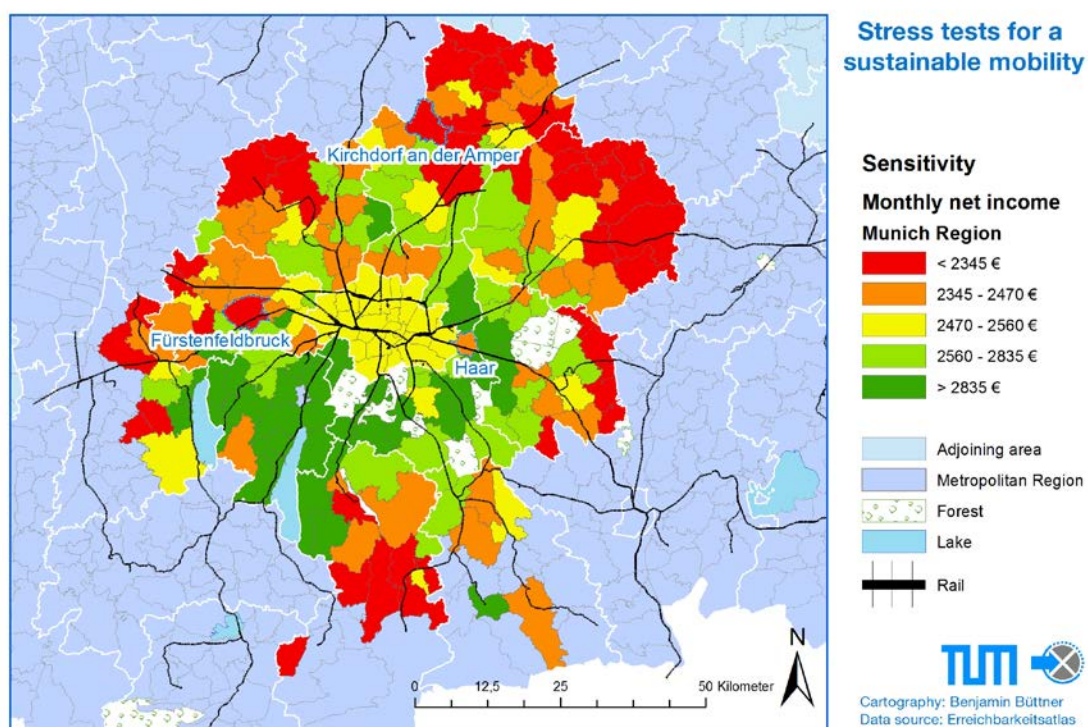 Stress tests for a
sustainable mobility
Kirchdorf an der Amper
Fürstenfeldbruck
Haar
Sensitivity
Monthly net income
Munich Region
< 2345 €
2345 - 2470 €
2470 - 2560 €
2560 - 2835 €
> 2835 €
Adjoining area
Metropolitan Region
Forest
Lake
Rail
N
0 12,5 25 50 Kilometer
TUM
Cartography: Benjamin Büttner
Data source: Erreichbarkeitsatlas